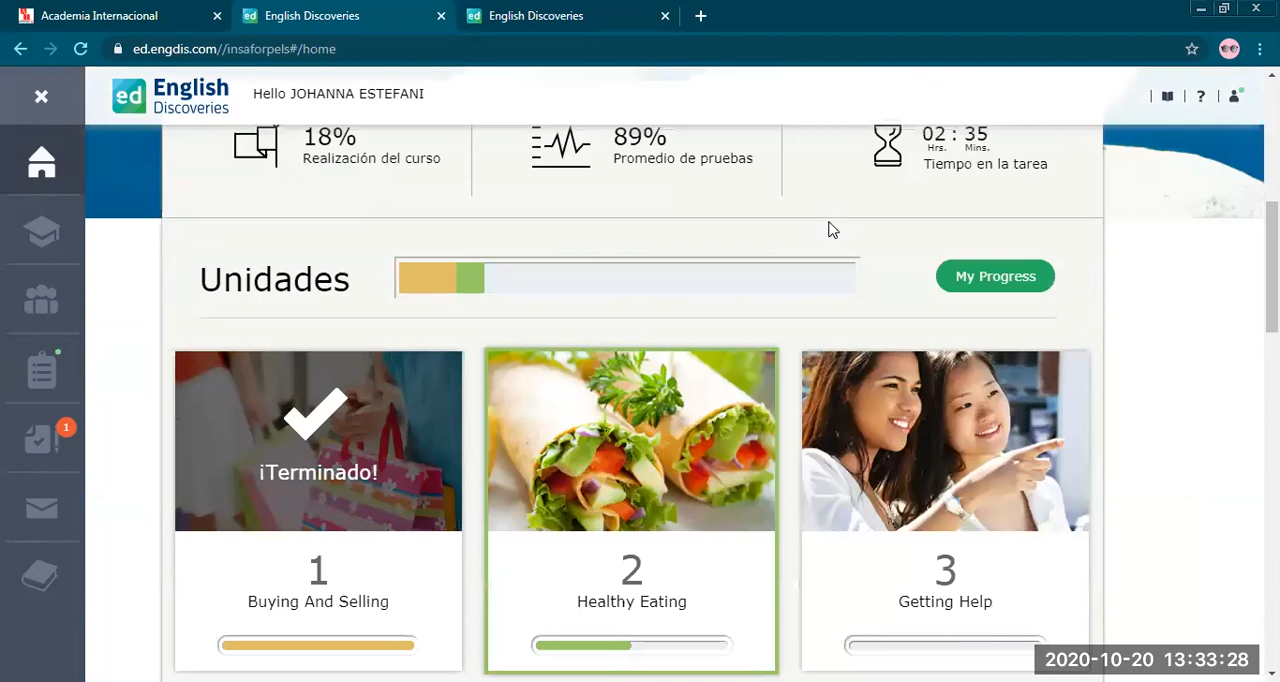 Academia Internacional
English Discoveries
English Discoveries
ed.engdis.com//insaforpels#/home
ed English Discoveries
Hello JOHANNA ESTEFANI
?
18%
Realización del curso
89%
Promedio de pruebas
02 : 35
Hrs. Mins.
Tiempo en la tarea
Unidades
My Progress
¡Terminado!
1
Buying And Selling
2
Healthy Eating
3
Getting Help
1
2020-10-20 13:33:28